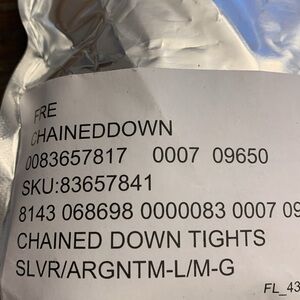 FRE
CHAINEDDOWN
0083657817 0007 09650
SKU:83657841
8143 068698 0000083 0007 09
CHAINED DOWN TIGHTS
SLVR/ARGNTM-L/M-G
FL_43